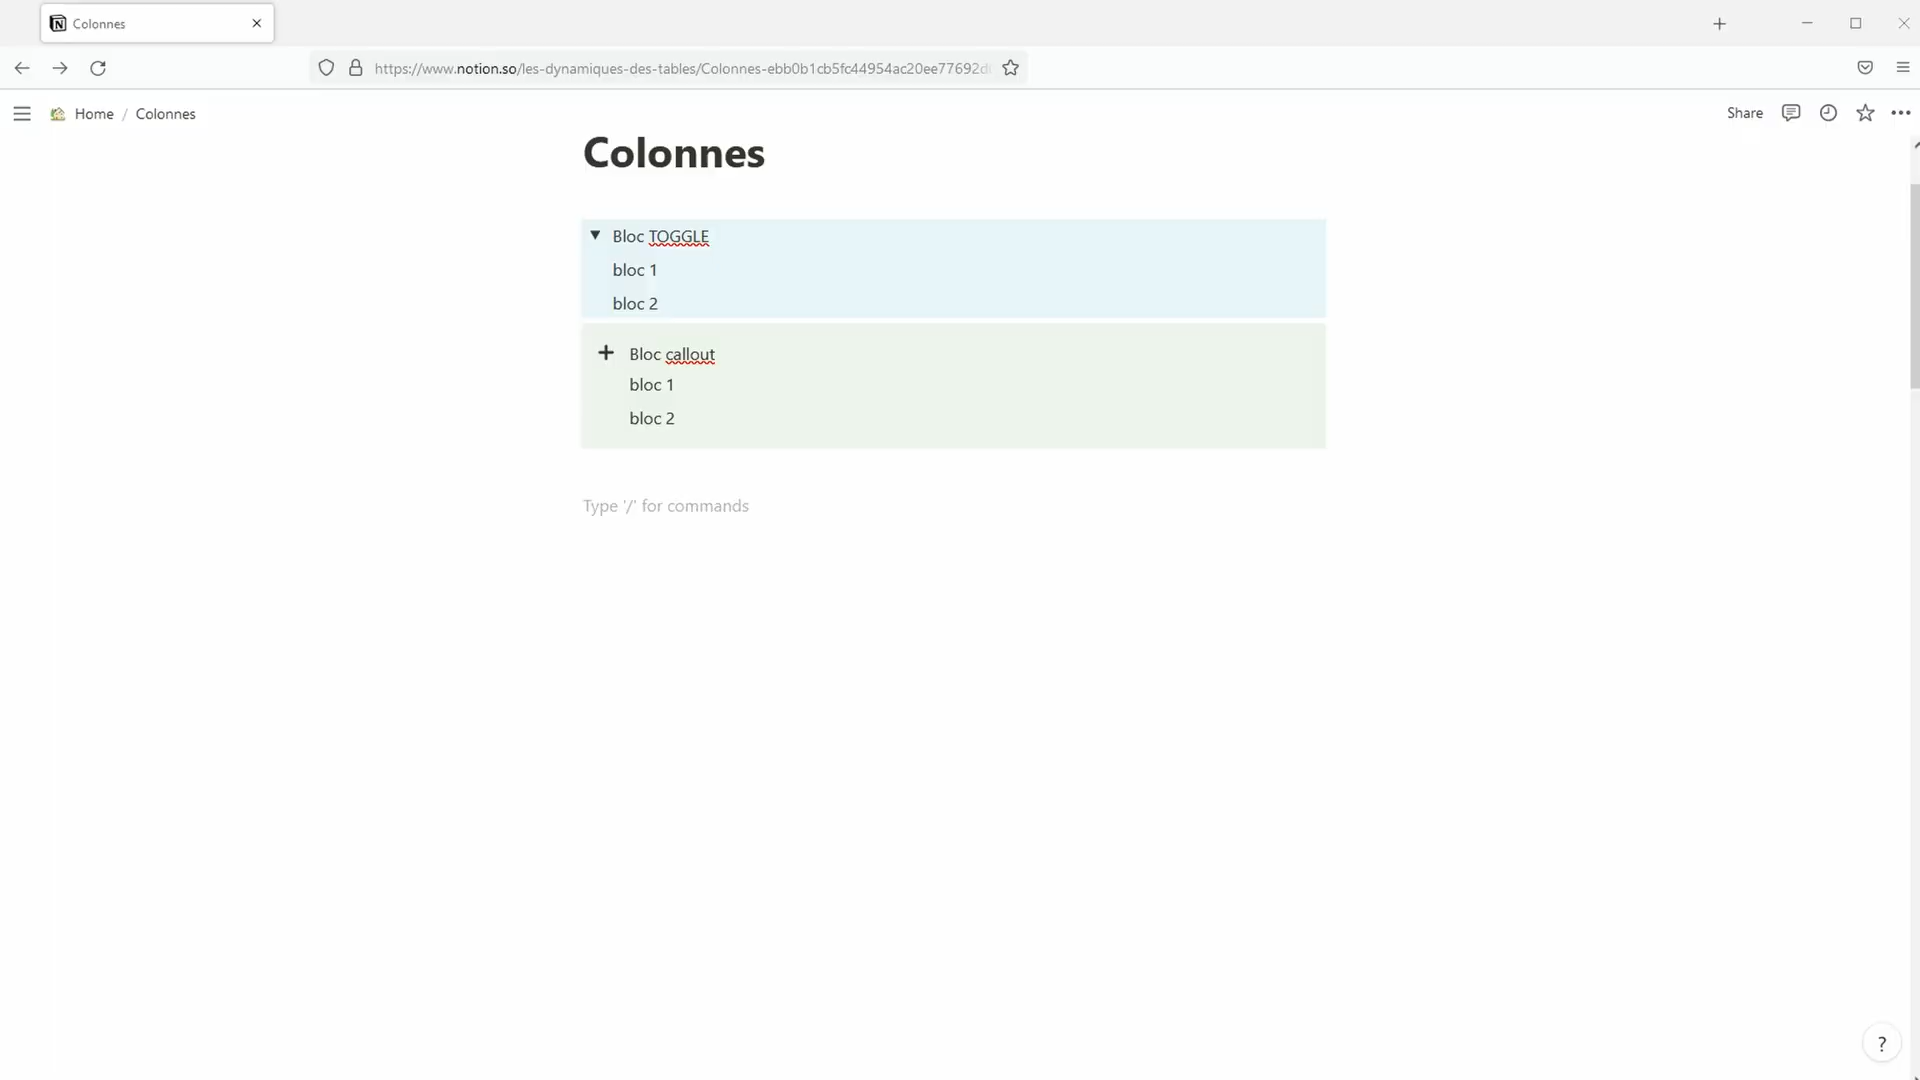 Colonnes
https://www.notion.so/les-dynamiques-des-tables/Colonnes-ebb0b1cb5fc44954ac20ee77692d
Home / Colonnes
Share
Colonnes
Bloc TOGGLE
bloc 1
bloc 2
Bloc callout
bloc 1
bloc 2
Type '/' for commands
?